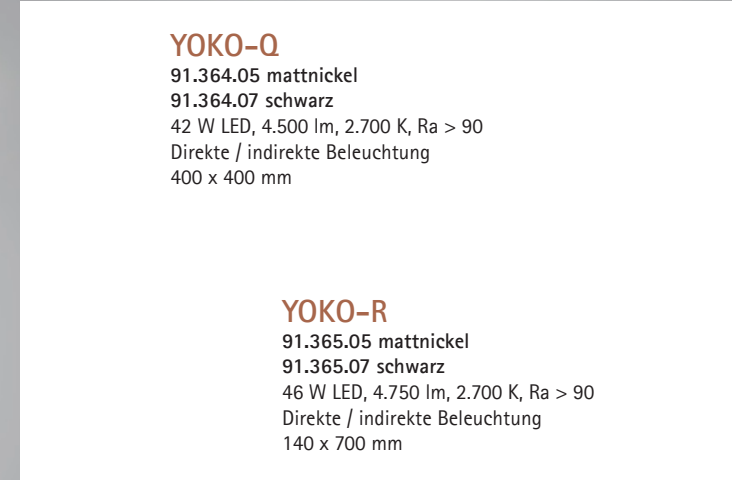 YOKO-Q
91.364.05 mattnickel
91.364.07 schwarz
42 W LED, 4.500 lm, 2.700 K, Ra > 90
Direkte / indirekte Beleuchtung
400 x 400 mm
YOKO-R
91.365.05 mattnickel
91.365.07 schwarz
46 W LED, 4.750 lm, 2.700 K, Ra > 90
Direkte / indirekte Beleuchtung
140 x 700 mm